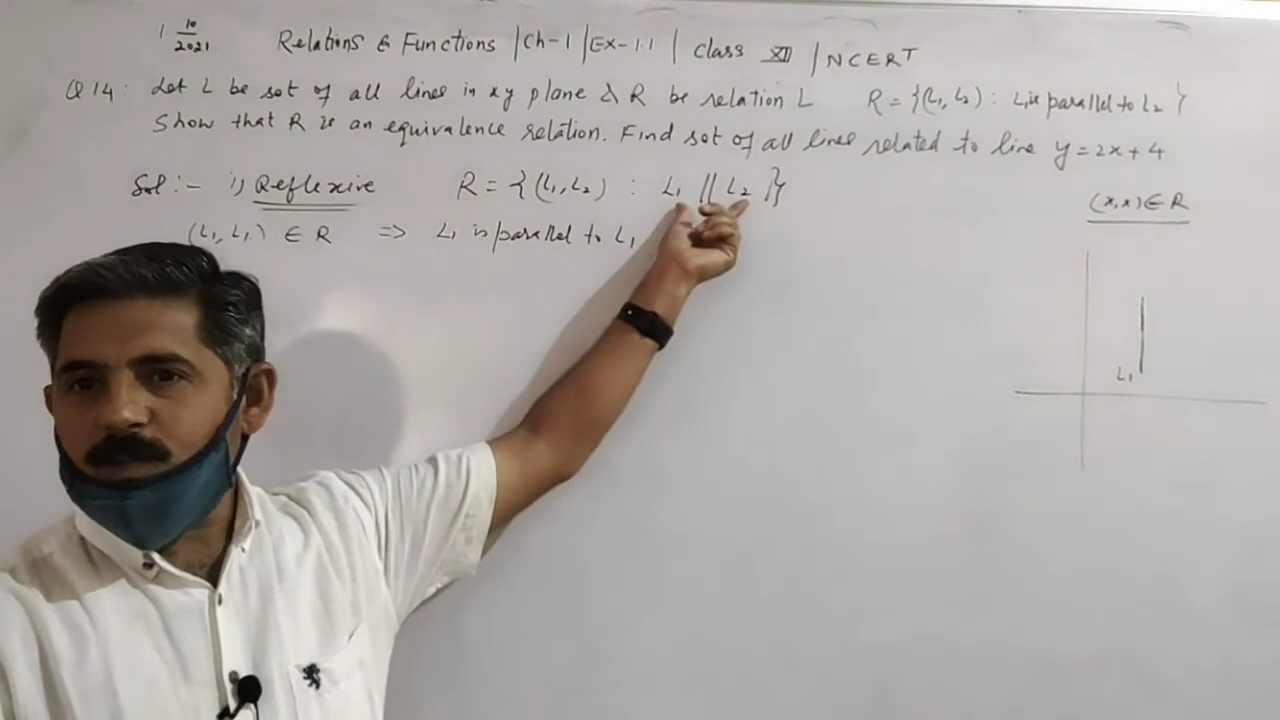 1 10/2021 Relations & Functions | Ch-1 | Ex-1.1 | Class XII | NCERT
Q 14: Let L be set of all lines in xy plane & R be relation L R = {(L₁, L₂) : L₁ is parallel to L₂}
Show that R is an equivalence relation. Find set of all lines related to line y = 2x + 4
Sol :- i) Reflexive R = {(L₁, L₂) : L₁ || L₂}
(x, x) ∈ R
(L₁, L₁) ∈ R => L₁ is parallel to L₁
L₁